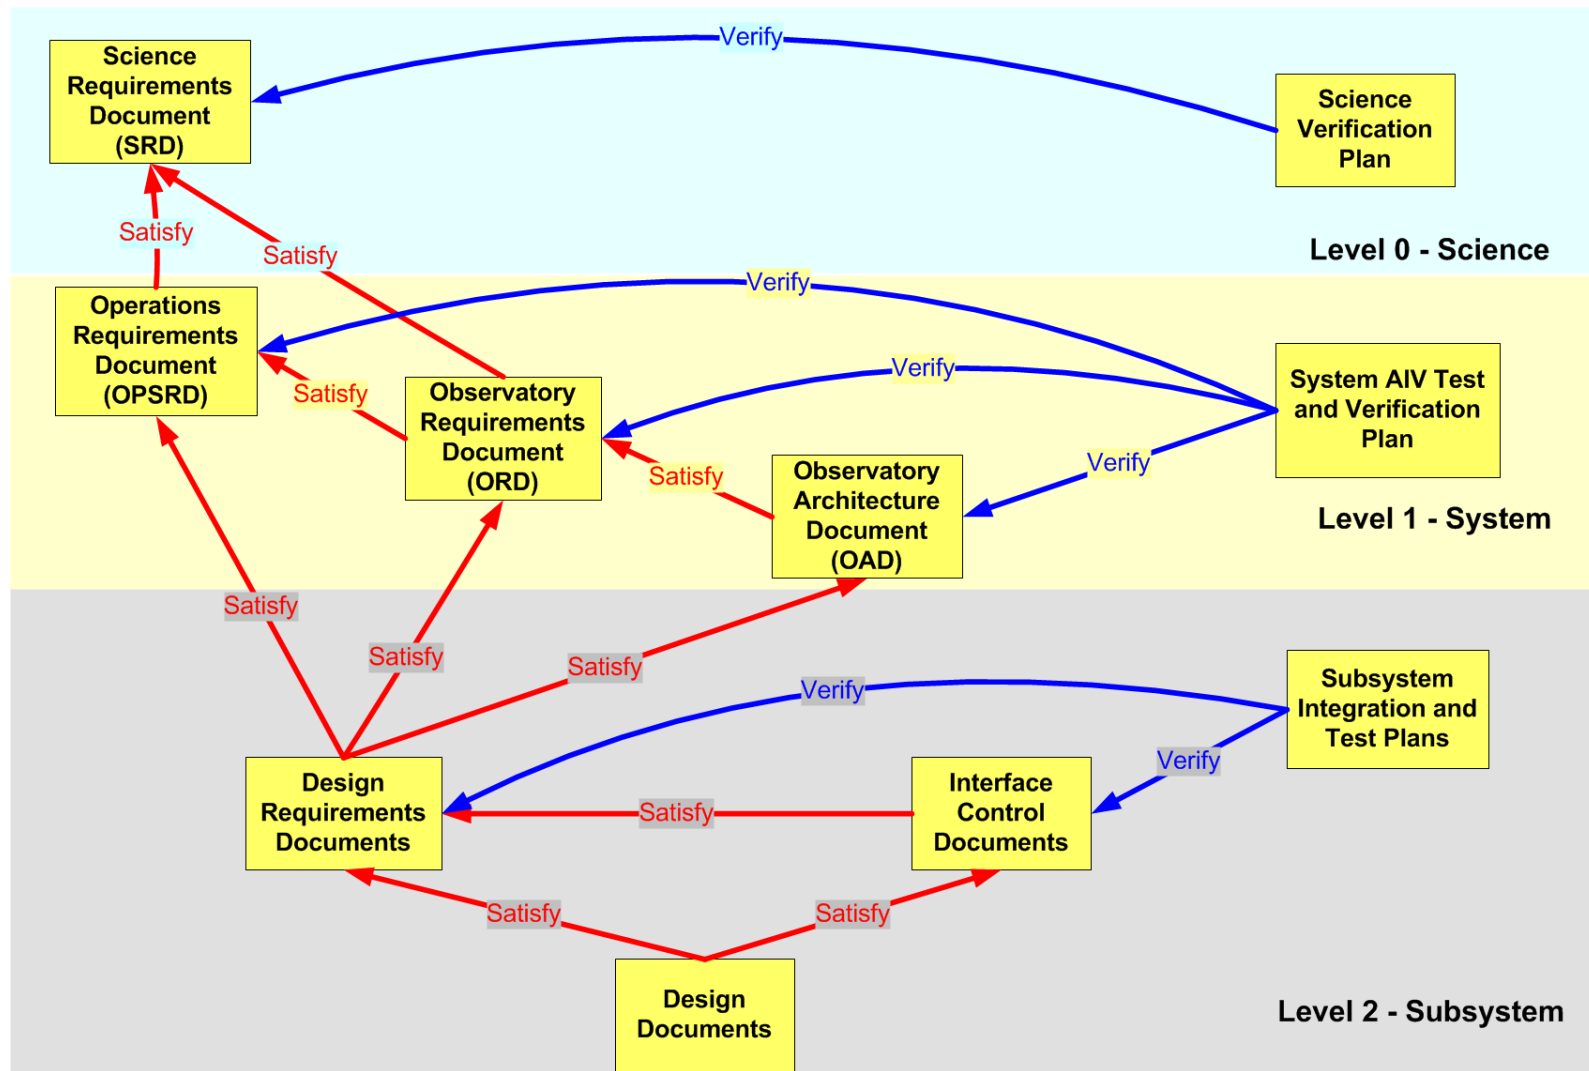 Science
Requirements
Document
(SRD)
Verify
Science
Verification
Plan
Satisfy
Satisfy
Level 0 - Science
Operations
Requirements
Document
(OPSRD)
Verify
Satisfy
Observatory
Requirements
Document
(ORD)
Verify
System AIV Test
and Verification
Plan
Satisfy
Observatory
Architecture
Document
(OAD)
Verify
Level 1 - System
Satisfy
Satisfy
Satisfy
Verify
Subsystem
Integration and
Test Plans
Verify
Design
Requirements
Documents
Satisfy
Interface
Control
Documents
Satisfy
Satisfy
Design
Documents
Level 2 - Subsystem